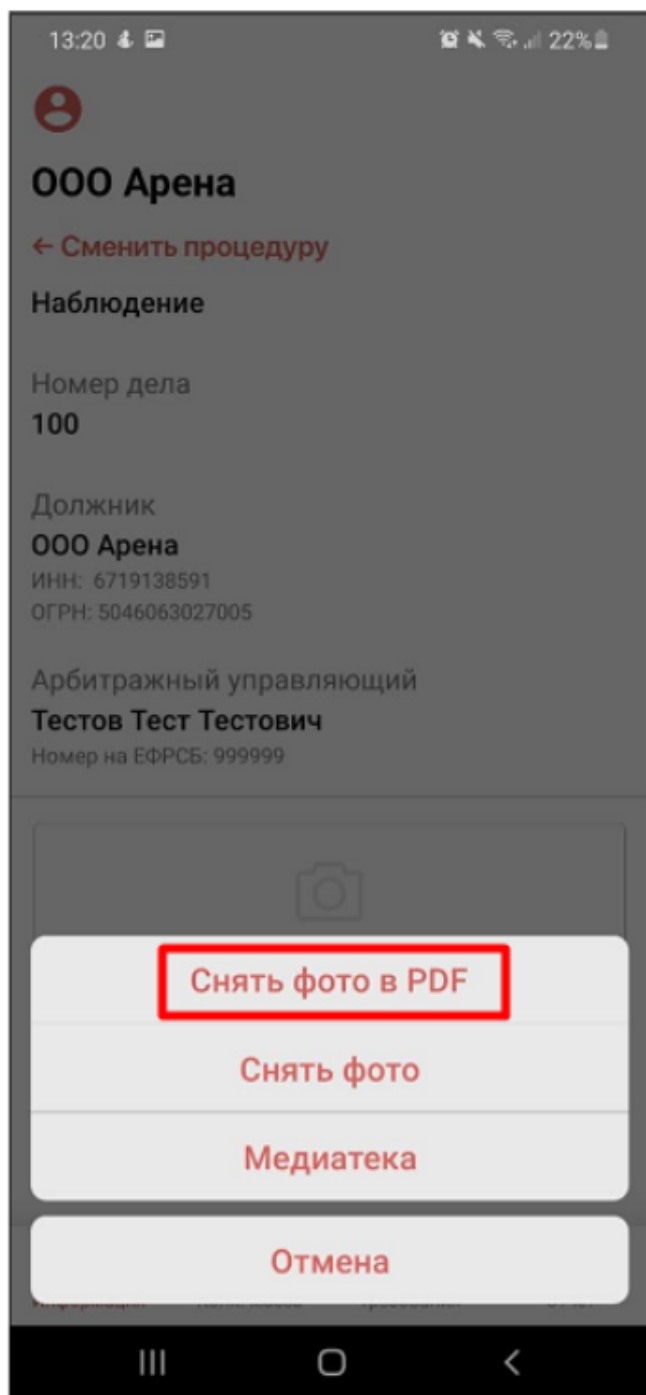 13:20
22%
ООО Арена
← Сменить процедуру
Наблюдение
Номер дела
100
Должник
ООО Арена
ИНН: 6719138591
ОГРН: 5046063027005
Арбитражный управляющий
Тестов Тест Тестович
Номер на ЕФРСБ: 999999
Снять фото в PDF
Снять фото
Медиатека
Отмена